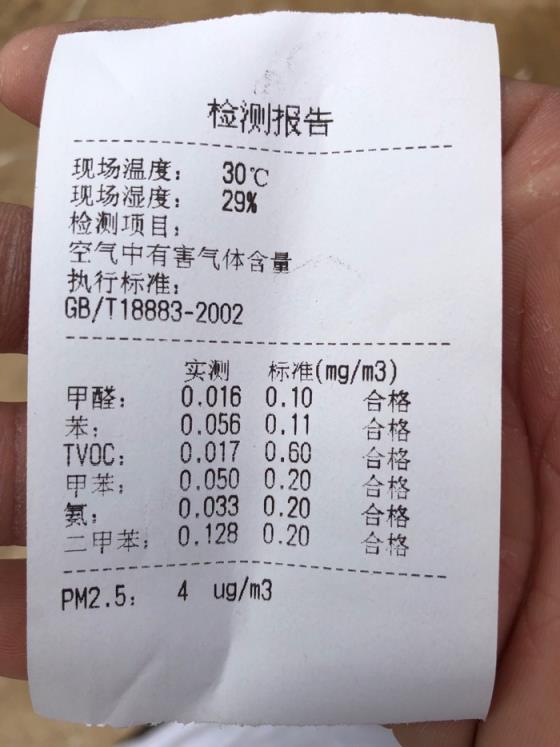 检测报告
现场温度： 30℃
现场湿度： 29%
检测项目：
空气中有害气体含量
执行标准：
GB/T18883-2002
实测 标准(mg/m3)
甲醛： 0.016 0.10 合格
苯： 0.056 0.11 合格
TVOC： 0.017 0.60 合格
甲苯： 0.050 0.20 合格
氨： 0.033 0.20 合格
二甲苯： 0.128 0.20 合格
PM2.5： 4 ug/m3